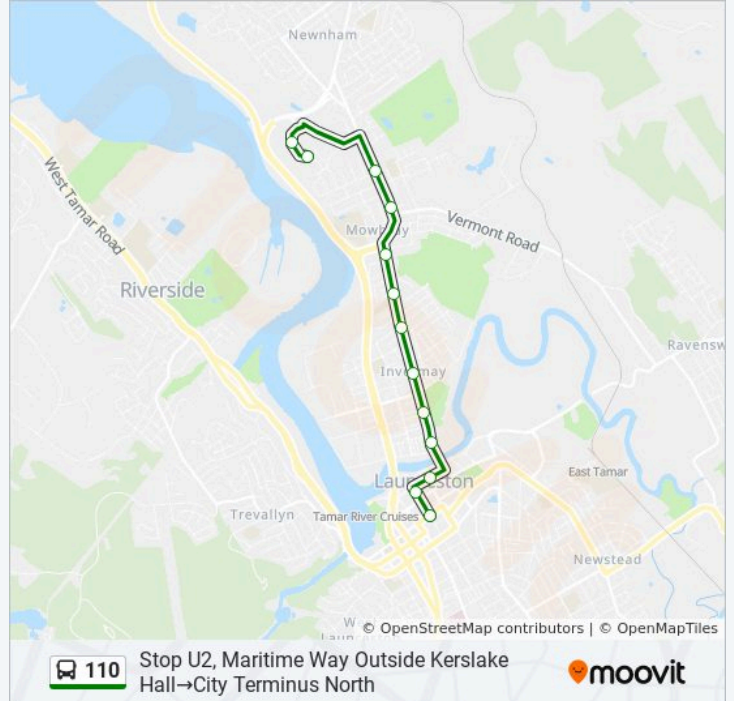 Newnham
West Tamar Road
Mowbray
Vermont Road
Riverside
Ravensw
Invermay
Launceston
East Tamar
Trevallyn
Tamar River Cruises
Newstead
W
Laun
© OpenStreetMap contributors | © OpenMapTiles
110
Stop U2, Maritime Way Outside Kerslake
Hall→City Terminus North
moovit